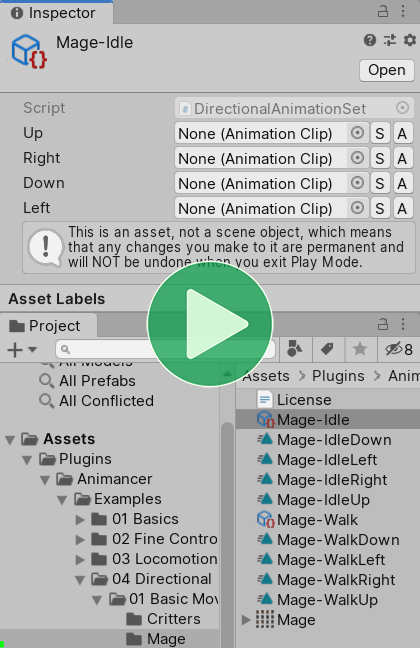 Inspector
Mage-Idle
Open
Script DirectionalAnimationSet
Up None (Animation Clip) S A
Right None (Animation Clip) S A
Down None (Animation Clip) S A
Left None (Animation Clip) S A
This is an asset, not a scene object, which means
that any changes you make to it are permanent and
will NOT be undone when you exit Play Mode.
Asset Labels
Project
8
All Models
All Prefabs
All Conflicted
Assets
Plugins
Animancer
Examples
01 Basics
02 Fine Contro
03 Locomotion
04 Directional
01 Basic Mov
Critters
Mage
Assets > Plugins > Anim
License
Mage-Idle
Mage-IdleDown
Mage-IdleLeft
Mage-IdleRight
Mage-IdleUp
Mage-Walk
Mage-WalkDown
Mage-WalkLeft
Mage-WalkRight
Mage-WalkUp
Mage